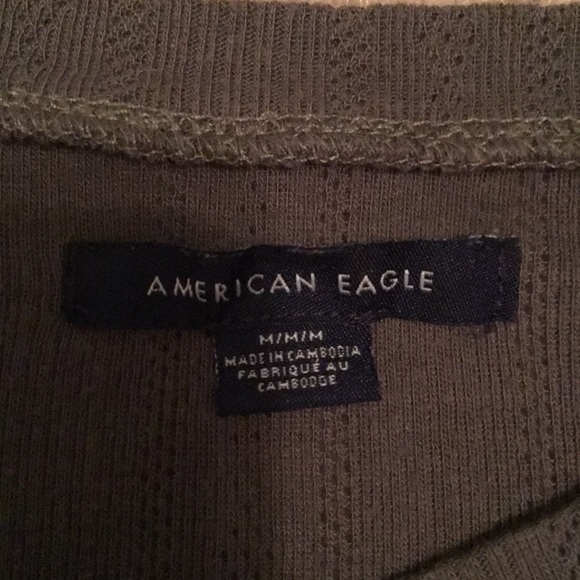 AMERICAN EAGLE
M/M/M
MADE IN CAMBODIA
FABRIQUÉ AU
CAMBODGE